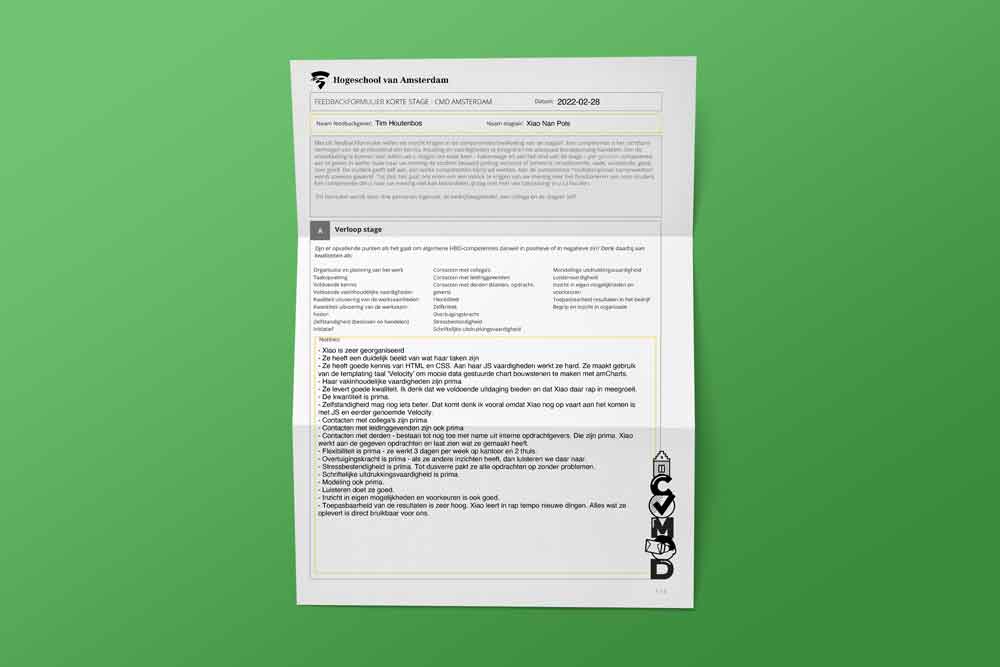 Hogeschool van Amsterdam
FEEDBACKFORMULIER KORTE STAGE - CMD AMSTERDAM
Datum: 2022-02-28
Naam feedbackgever: Tim Houtenbos
Naam stagiair: Xiao Nan Pols
A Verloop stage
Zijn er opvallende punten als het gaat om algemene HBO-competenties danwel in positieve of in negatieve zin? Denk daarbij aan
kwaliteiten als:
Organisatie en planning van het werk
Taakopvatting
Voldoende kennis
Voldoende vakinhoudelijke vaardigheden
Kwaliteit uitvoering van de werkzaamheden
Kwantiteit uitvoering van de werkzaam-
heden
Zelfstandigheid (beslissen en handelen)
Initiatief
Contacten met collega's
Contacten met leidinggevenden
Contacten met derden (klanten, opdracht-
gevers)
Flexibiliteit
Zelfkritiek
Overtuigingskracht
Stressbestendigheid
Schriftelijke uitdrukkingsvaardigheid
Mondelinge uitdrukkingsvaardigheid
Luistervaardigheid
Inzicht in eigen mogelijkheden en
voorkeuren
Toepasbaarheid resultaten in het bedrijf
Begrip en inzicht in organisatie
Notities:
- Xiao is zeer georganiseerd
- Ze heeft een duidelijk beeld van wat haar taken zijn
- Ze heeft goede kennis van HTML en CSS. Aan haar JS vaardigheden werkt ze hard. Ze maakt gebruik
van de templating taal 'Velocity' om mooie data gestuurde chart bouwstenen te maken met amCharts.
- Haar vakinhoudelijke vaardigheden zijn prima
- Ze levert goede kwaliteit. Ik denk dat we voldoende uitdaging bieden en dat Xiao daar rap in meegroeit.
- De kwantiteit is prima.
- Zelfstandigheid mag nog iets beter. Dat komt denk ik vooral omdat Xiao nog op vaart aan het komen is
met JS en eerder genoemde Velocity.
- Contacten met collega's zijn prima
- Contacten met leidinggevenden zijn ook prima
- Contacten met derden - bestaan tot nog toe met name uit interne opdrachtgevers. Die zijn prima. Xiao
werkt aan de gegeven opdrachten en laat zien wat ze gemaakt heeft.
- Flexibiliteit is prima - ze werkt 3 dagen per week op kantoor en 2 thuis.
- Overtuigingskracht is prima - als ze andere inzichten heeft, dan luisteren we daar naar.
- Stressbestendigheid is prima. Tot dusverre pakt ze alle opdrachten op zonder problemen.
- Schriftelijke uitdrukkingsvaardigheid is prima.
- Modeling ook prima.
- Luisteren doet ze goed.
- Inzicht in eigen mogelijkheden en voorkeuren is ook goed.
- Toepasbaarheid van de resultaten is zeer hoog. Xiao leert in rap tempo nieuwe dingen. Alles wat ze
oplevert is direct bruikbaar voor ons.
C
M
D